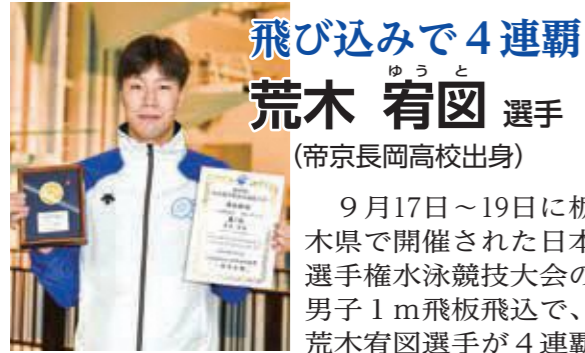 飛び込みで４連覇
ゆうと
荒木 宥図 選手
(帝京長岡高校出身)
９月17日～19日に栃
木県で開催された日本
選手権水泳競技大会の
男子１ｍ飛板飛込で、
荒木宥図選手が４連覇